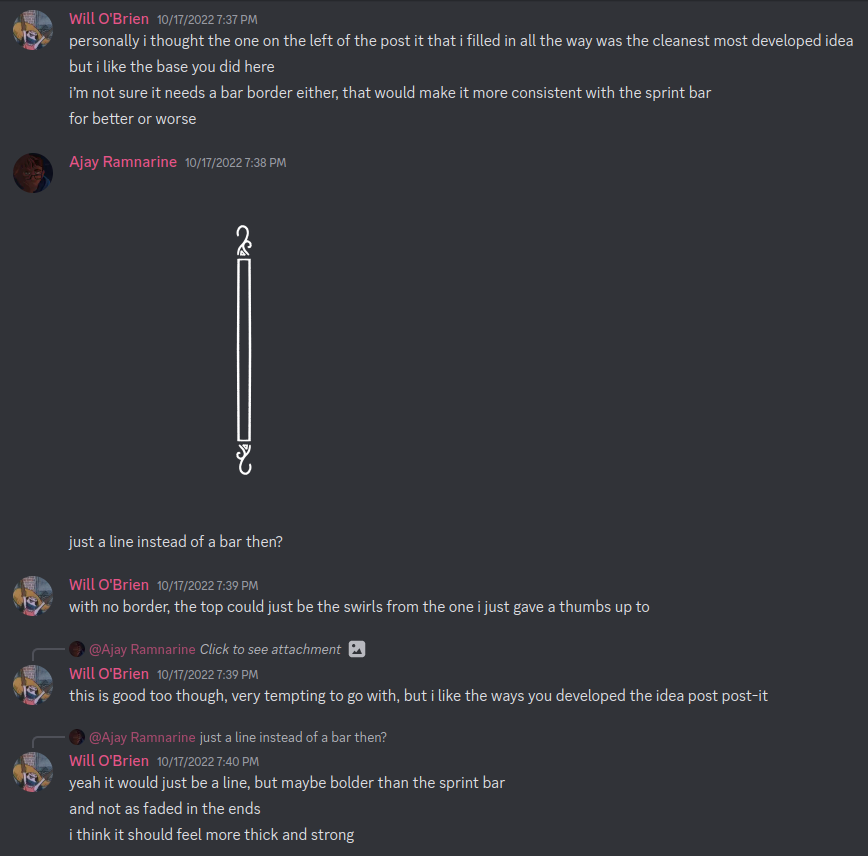 Will O'Brien 10/17/2022 7:37 PM
personally i thought the one on the left of the post it that i filled in all the way was the cleanest most developed idea
but i like the base you did here
i'm not sure it needs a bar border either, that would make it more consistent with the sprint bar
for better or worse
Ajay Ramnarine 10/17/2022 7:38 PM
just a line instead of a bar then?
Will O'Brien 10/17/2022 7:39 PM
with no border, the top could just be the swirls from the one i just gave a thumbs up to
@Ajay Ramnarine Click to see attachment
Will O'Brien 10/17/2022 7:39 PM
this is good too though, very tempting to go with, but i like the ways you developed the idea post post-it
@Ajay Ramnarine just a line instead of a bar then?
Will O'Brien 10/17/2022 7:40 PM
yeah it would just be a line, but maybe bolder than the sprint bar
and not as faded in the ends
i think it should feel more thick and strong